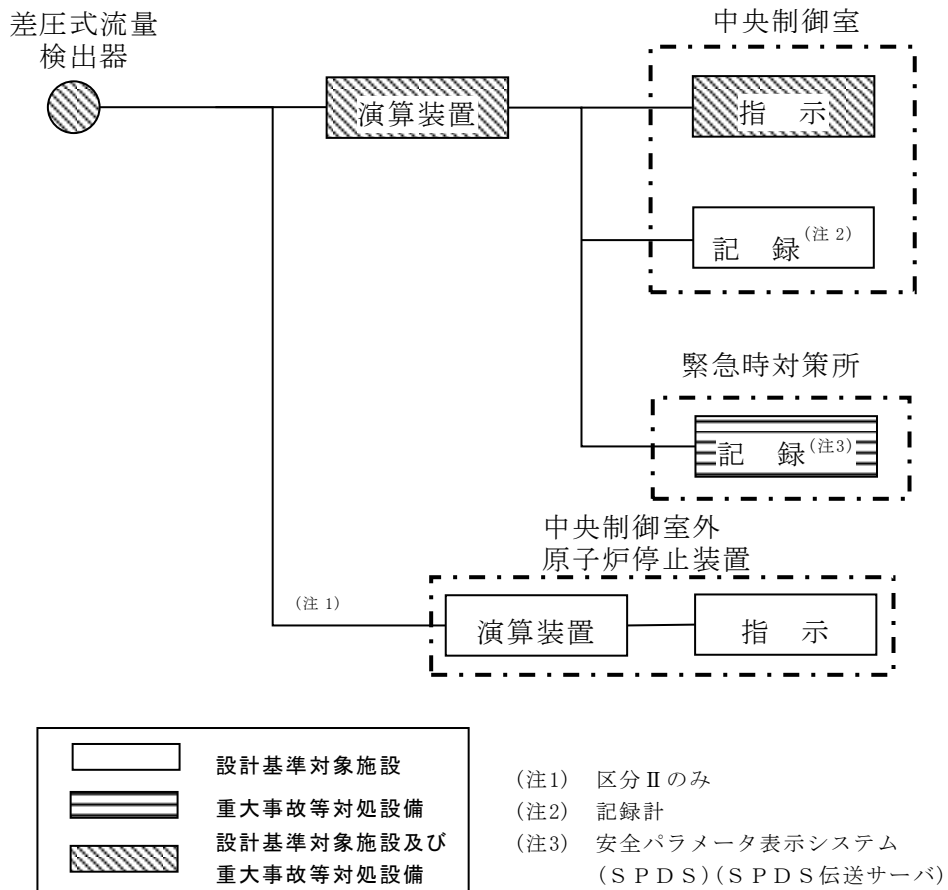 差圧式流量
検出器
中央制御室
演算装置
指　示
記　録(注 2)
緊急時対策所
記　録(注3)
中央制御室外
原子炉停止装置
(注 1)
演算装置
指　示
設計基準対象施設
重大事故等対処設備
設計基準対象施設及び
重大事故等対処設備
(注1)　区分Ⅱのみ
(注2)　記録計
(注3)　安全パラメータ表示システム
(ＳＰＤＳ)(ＳＰＤＳ伝送サーバ)